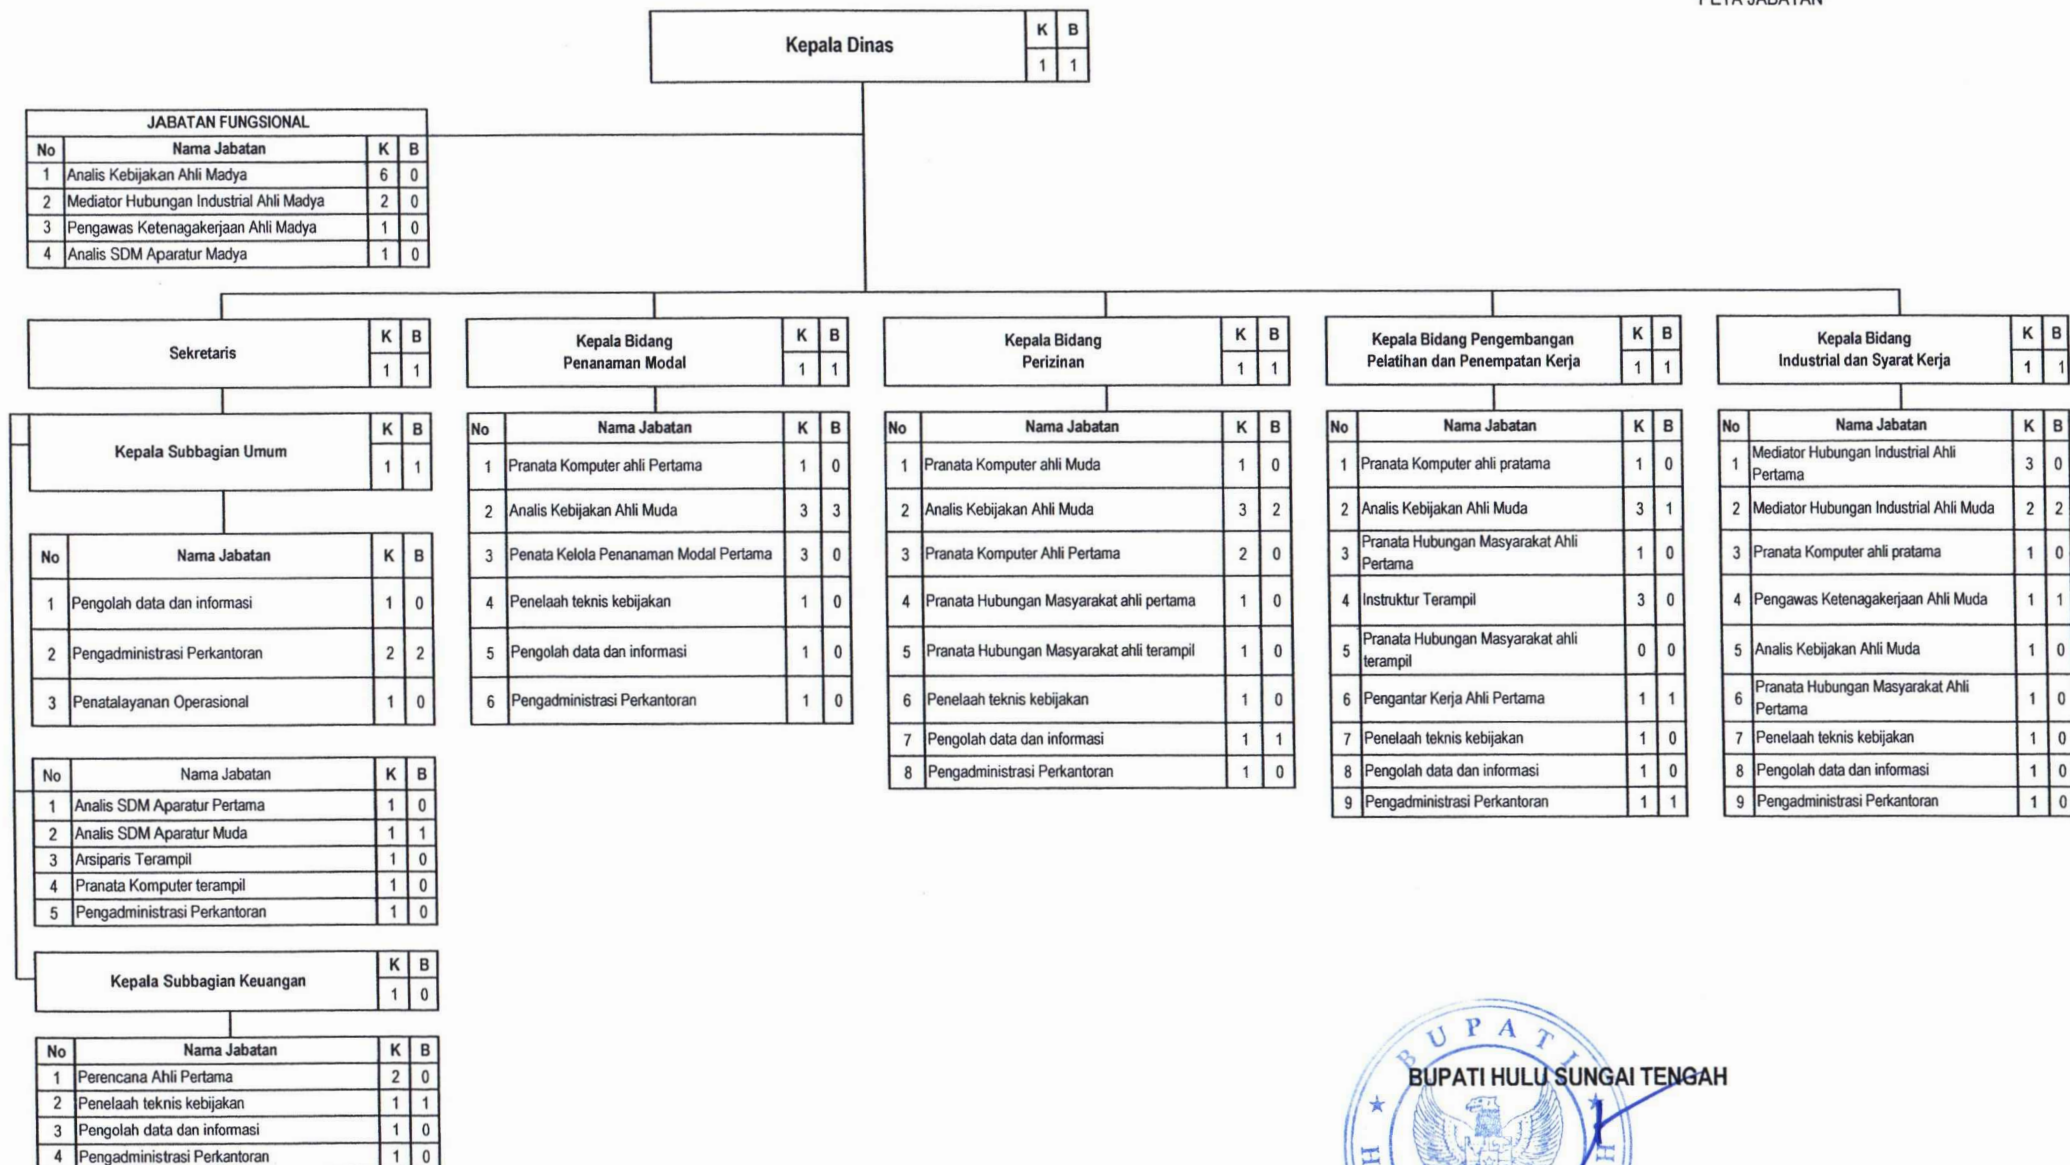 PETA JABATAN
Kepala Dinas
K B
1 1
JABATAN FUNGSIONAL
No Nama Jabatan K B
1 Analis Kebijakan Ahli Madya 6 0
2 Mediator Hubungan Industrial Ahli Madya 2 0
3 Pengawas Ketenagakerjaan Ahli Madya 1 0
4 Analis SDM Aparatur Madya 1 0
Sekretaris
K B
1 1
Kepala Subbagian Umum
K B
1 1
No Nama Jabatan K B
1 Pengolah data dan informasi 1 0
2 Pengadministrasi Perkantoran 2 2
3 Penatalayanan Operasional 1 0
No Nama Jabatan K B
1 Analis SDM Aparatur Pertama 1 0
2 Analis SDM Aparatur Muda 1 1
3 Arsiparis Terampil 1 0
4 Pranata Komputer terampil 1 0
5 Pengadministrasi Perkantoran 1 0
Kepala Subbagian Keuangan
K B
1 0
No Nama Jabatan K B
1 Perencana Ahli Pertama 2 0
2 Penelaah teknis kebijakan 1 1
3 Pengolah data dan informasi 1 0
4 Pengadministrasi Perkantoran 1 0
Kepala Bidang
Penanaman Modal
K B
1 1
No Nama Jabatan K B
1 Pranata Komputer ahli Pertama 1 0
2 Analis Kebijakan Ahli Muda 3 3
3 Penata Kelola Penanaman Modal Pertama 3 0
4 Penelaah teknis kebijakan 1 0
5 Pengolah data dan informasi 1 0
6 Pengadministrasi Perkantoran 1 0
Kepala Bidang
Perizinan
K B
1 1
No Nama Jabatan K B
1 Pranata Komputer ahli Muda 1 0
2 Analis Kebijakan Ahli Muda 3 2
3 Pranata Komputer Ahli Pertama 2 0
4 Pranata Hubungan Masyarakat ahli pertama 1 0
5 Pranata Hubungan Masyarakat ahli terampil 1 0
6 Penelaah teknis kebijakan 1 0
7 Pengolah data dan informasi 1 1
8 Pengadministrasi Perkantoran 1 0
Kepala Bidang Pengembangan
Pelatihan dan Penempatan Kerja
K B
1 1
No Nama Jabatan K B
1 Pranata Komputer ahli pratama 1 0
2 Analis Kebijakan Ahli Muda 3 1
3 Pranata Hubungan Masyarakat Ahli
Pertama 1 0
4 Instruktur Terampil 3 0
5 Pranata Hubungan Masyarakat ahli
terampil 0 0
6 Pengantar Kerja Ahli Pertama 1 1
7 Penelaah teknis kebijakan 1 0
8 Pengolah data dan informasi 1 0
9 Pengadministrasi Perkantoran 1 1
Kepala Bidang
Industrial dan Syarat Kerja
K B
1 1
No Nama Jabatan K B
1 Mediator Hubungan Industrial Ahli
Pertama 3 0
2 Mediator Hubungan Industrial Ahli Muda 2 2
3 Pranata Komputer ahli pratama 1 0
4 Pengawas Ketenagakerjaan Ahli Muda 1 1
5 Analis Kebijakan Ahli Muda 1 0
6 Pranata Hubungan Masyarakat Ahli
Pertama 1 0
7 Penelaah teknis kebijakan 1 0
8 Pengolah data dan informasi 1 0
9 Pengadministrasi Perkantoran 1 0
BUPATI
BUPATI HULU SUNGAI TENGAH